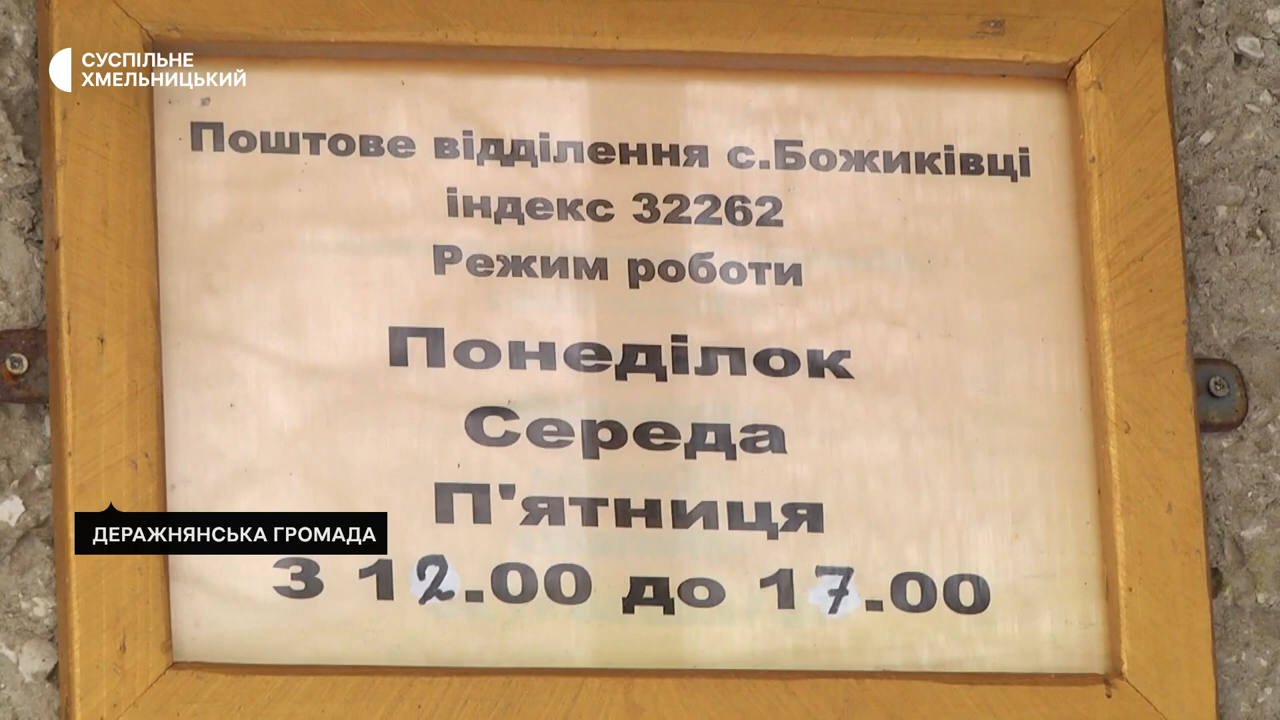 СУСПІЛЬНЕ
ХМЕЛЬНИЦЬКИЙ
Поштове відділення с.Божиківці
індекс 32262
Режим роботи
Понеділок
Середа
П'ятниця
З 12.00 до 17.00
ДЕРАЖНЯНСЬКА ГРОМАДА